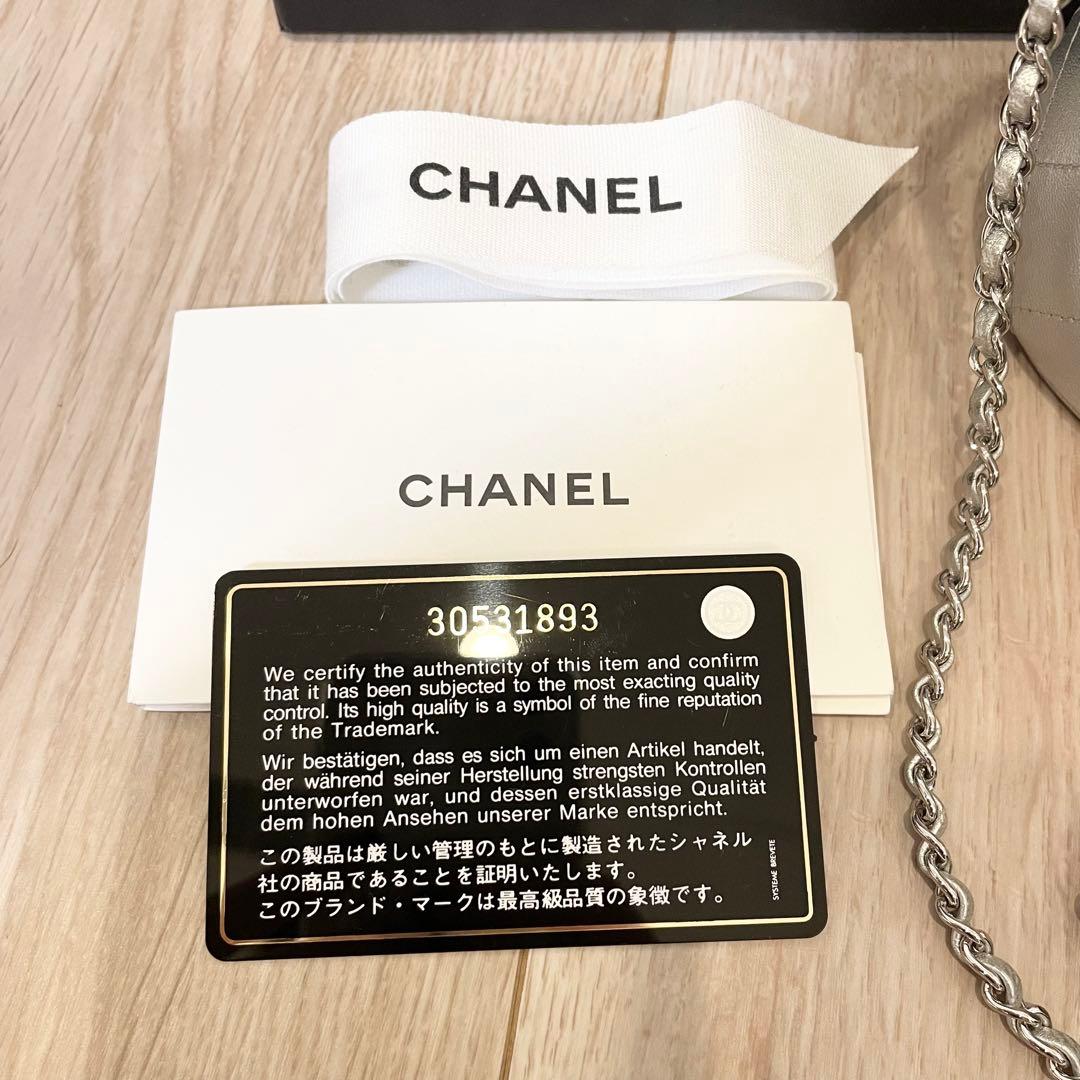 CHANEL
CHANEL
30531893
We certify the authenticity of this item and confirm
that it has been subjected to the most exacting quality
control. Its high quality is a symbol of the fine reputation
of the Trademark.
Wir bestätigen, dass es sich um einen Artikel handelt,
der während seiner Herstellung strengsten Kontrollen
unterworfen war, und dessen erstklassige Qualität
dem hohen Ansehen unserer Marke entspricht.
この製品は厳しい管理のもとに製造されたシャネル
社の商品であることを証明いたします。
このブランド・マークは最高級品質の象徴です。
SYSTEME BREVETE